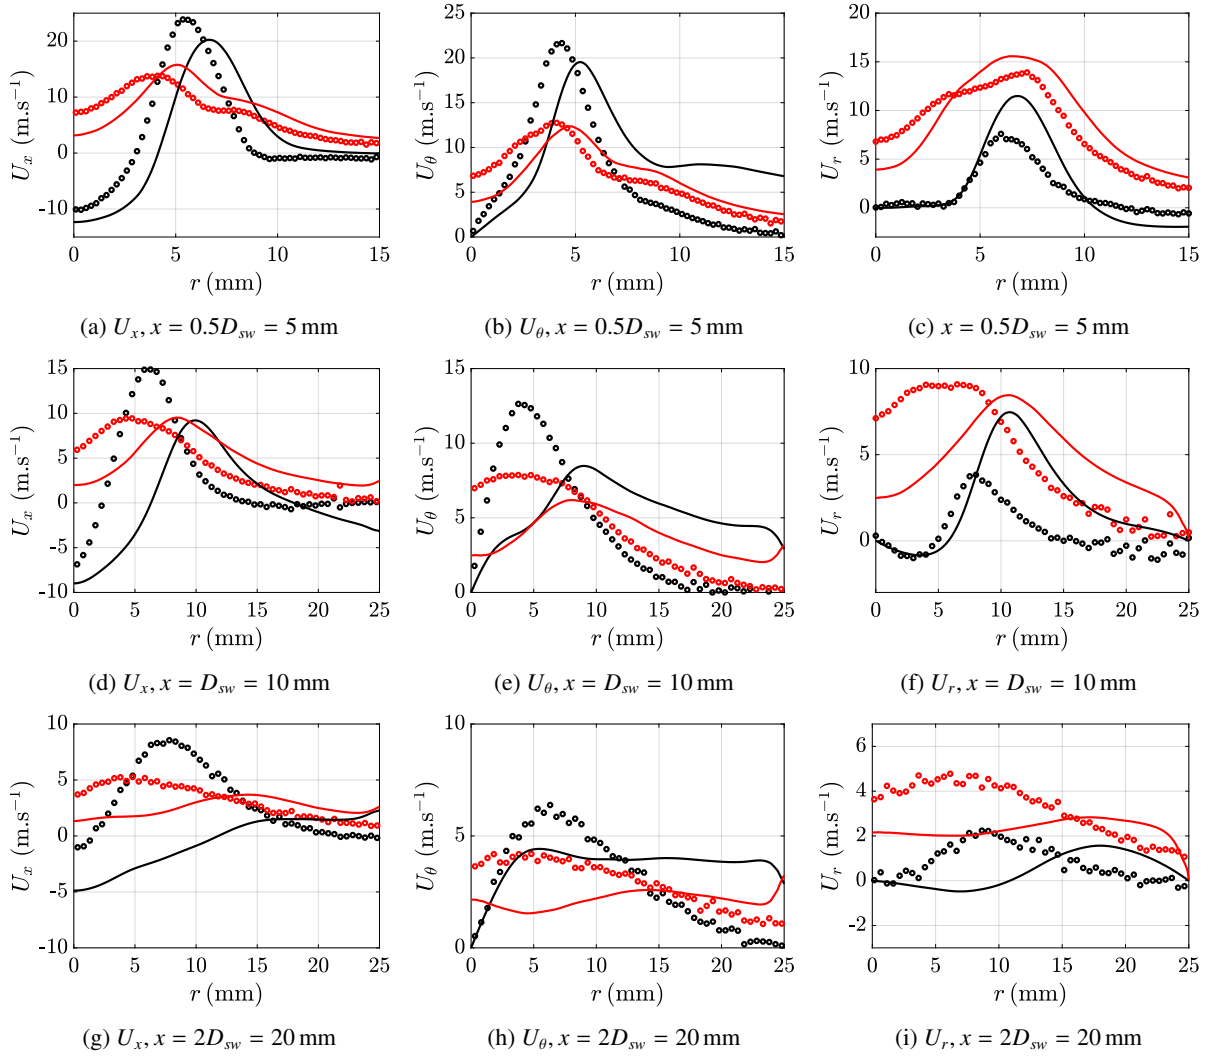 20
10
0
-10
U_x (m.s⁻¹)
0 5 10 15
r (mm)
(a) U_x, x = 0.5D_sw = 5 mm
25
20
15
10
5
0
U_θ (m.s⁻¹)
0 5 10 15
r (mm)
(b) U_θ, x = 0.5D_sw = 5 mm
20
15
10
5
0
U_r (m.s⁻¹)
0 5 10 15
r (mm)
(c) x = 0.5D_sw = 5 mm
15
10
5
0
-5
-10
U_x (m.s⁻¹)
0 5 10 15 20 25
r (mm)
(d) U_x, x = D_sw = 10 mm
15
10
5
0
U_θ (m.s⁻¹)
0 5 10 15 20 25
r (mm)
(e) U_θ, x = D_sw = 10 mm
10
5
0
U_r (m.s⁻¹)
0 5 10 15 20 25
r (mm)
(f) U_r, x = D_sw = 10 mm
10
5
0
-5
-10
U_x (m.s⁻¹)
0 5 10 15 20 25
r (mm)
(g) U_x, x = 2D_sw = 20 mm
10
5
0
U_θ (m.s⁻¹)
0 5 10 15 20 25
r (mm)
(h) U_θ, x = 2D_sw = 20 mm
6
4
2
0
-2
U_r (m.s⁻¹)
0 5 10 15 20 25
r (mm)
(i) U_r, x = 2D_sw = 20 mm